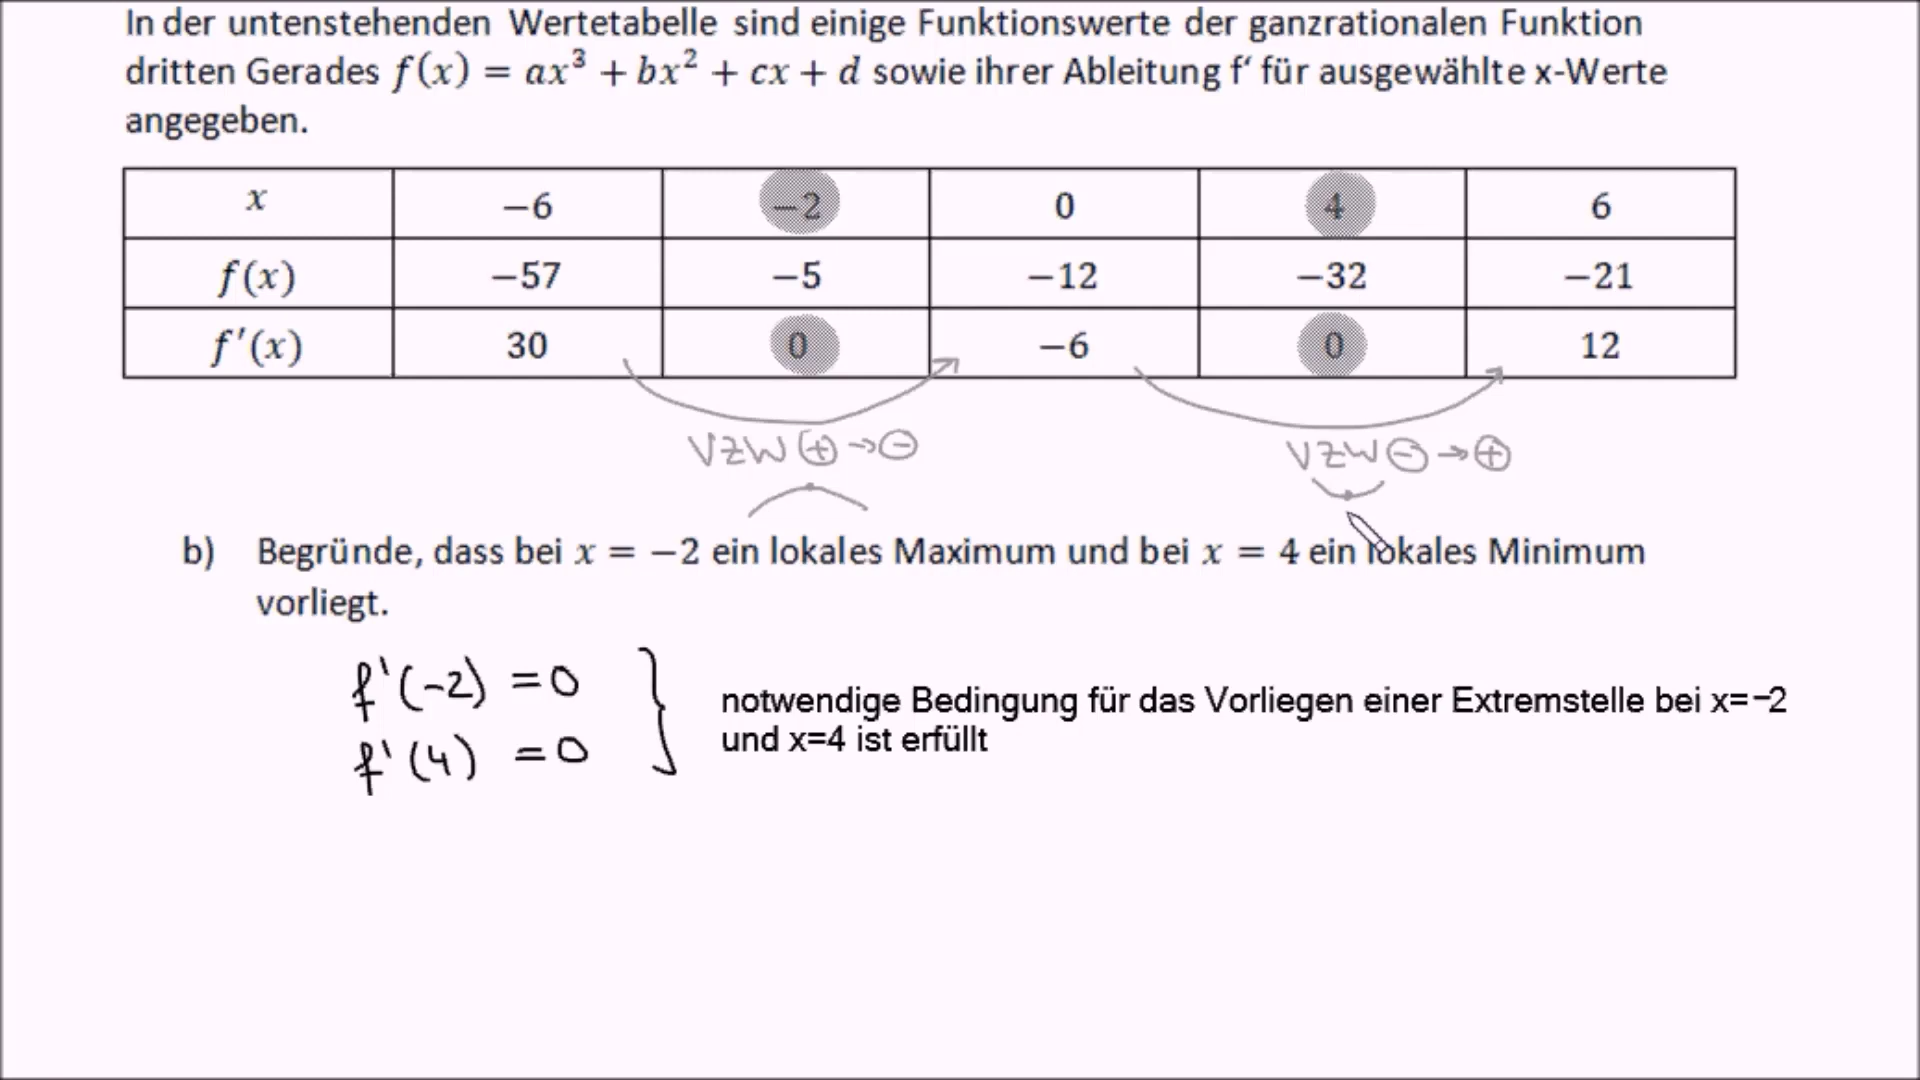 In der untenstehenden Wertetabelle sind einige Funktionswerte der ganzrationalen Funktion
dritten Gerades f(x) = ax³ + bx² + cx + d sowie ihrer Ableitung f‘ für ausgewählte x-Werte
angegeben.
x −6 −2 0 4 6
f(x) −57 −5 −12 −32 −21
f′(x) 30 0 −6 0 12
VZW ⊕→⊖ VZW ⊖→⊕
b) Begründe, dass bei x = −2 ein lokales Maximum und bei x = 4 ein lokales Minimum
vorliegt.
f'(-2) = 0
f'(4) = 0
notwendige Bedingung für das Vorliegen einer Extremstelle bei x=−2
und x=4 ist erfüllt